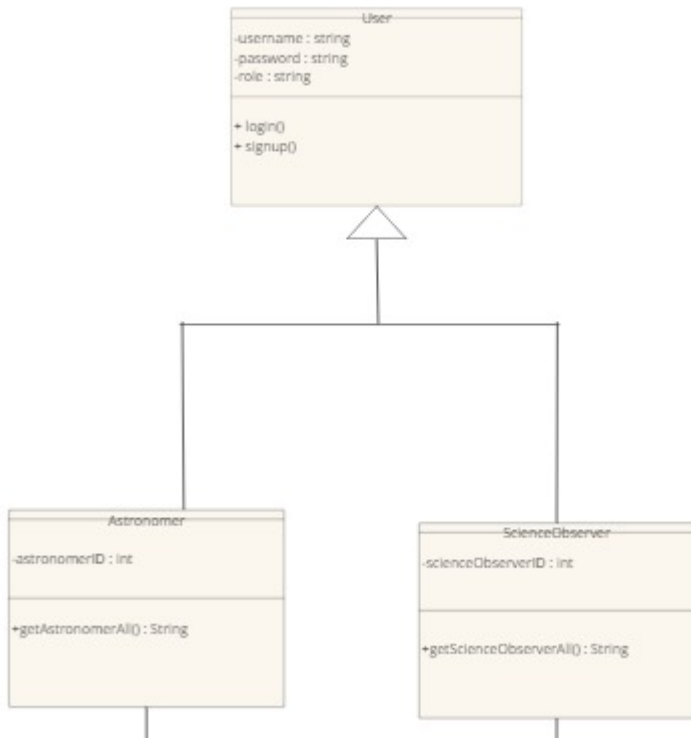 User
-username : string
-password : string
-role : string
+ login()
+ signup()
Astronomer
-astronomerID : int
+getAstronomerAll() : String
ScienceObserver
-scienceObserverID : int
+getScienceObserverAll() : String